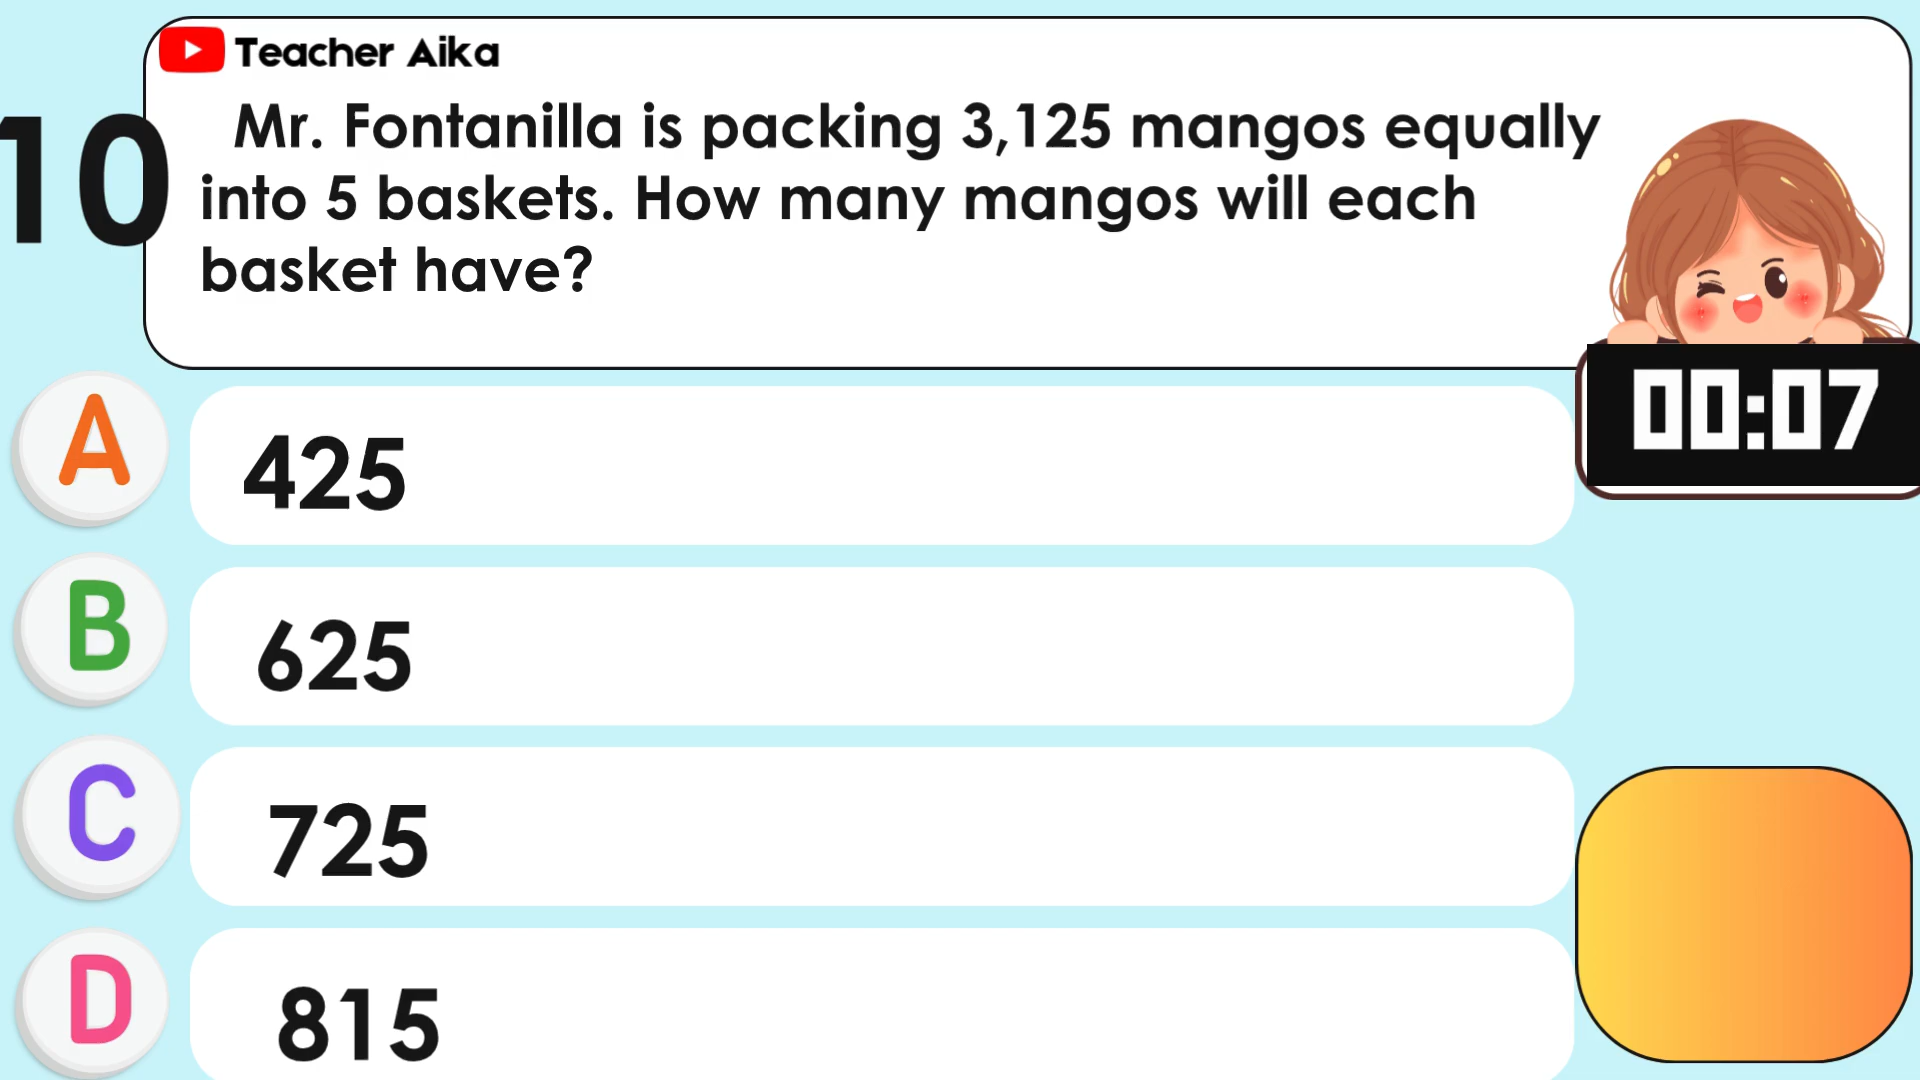 Teacher Aika
10
Mr. Fontanilla is packing 3,125 mangos equally
into 5 baskets. How many mangos will each
basket have?
00:07
A
425
B
625
C
725
D
815